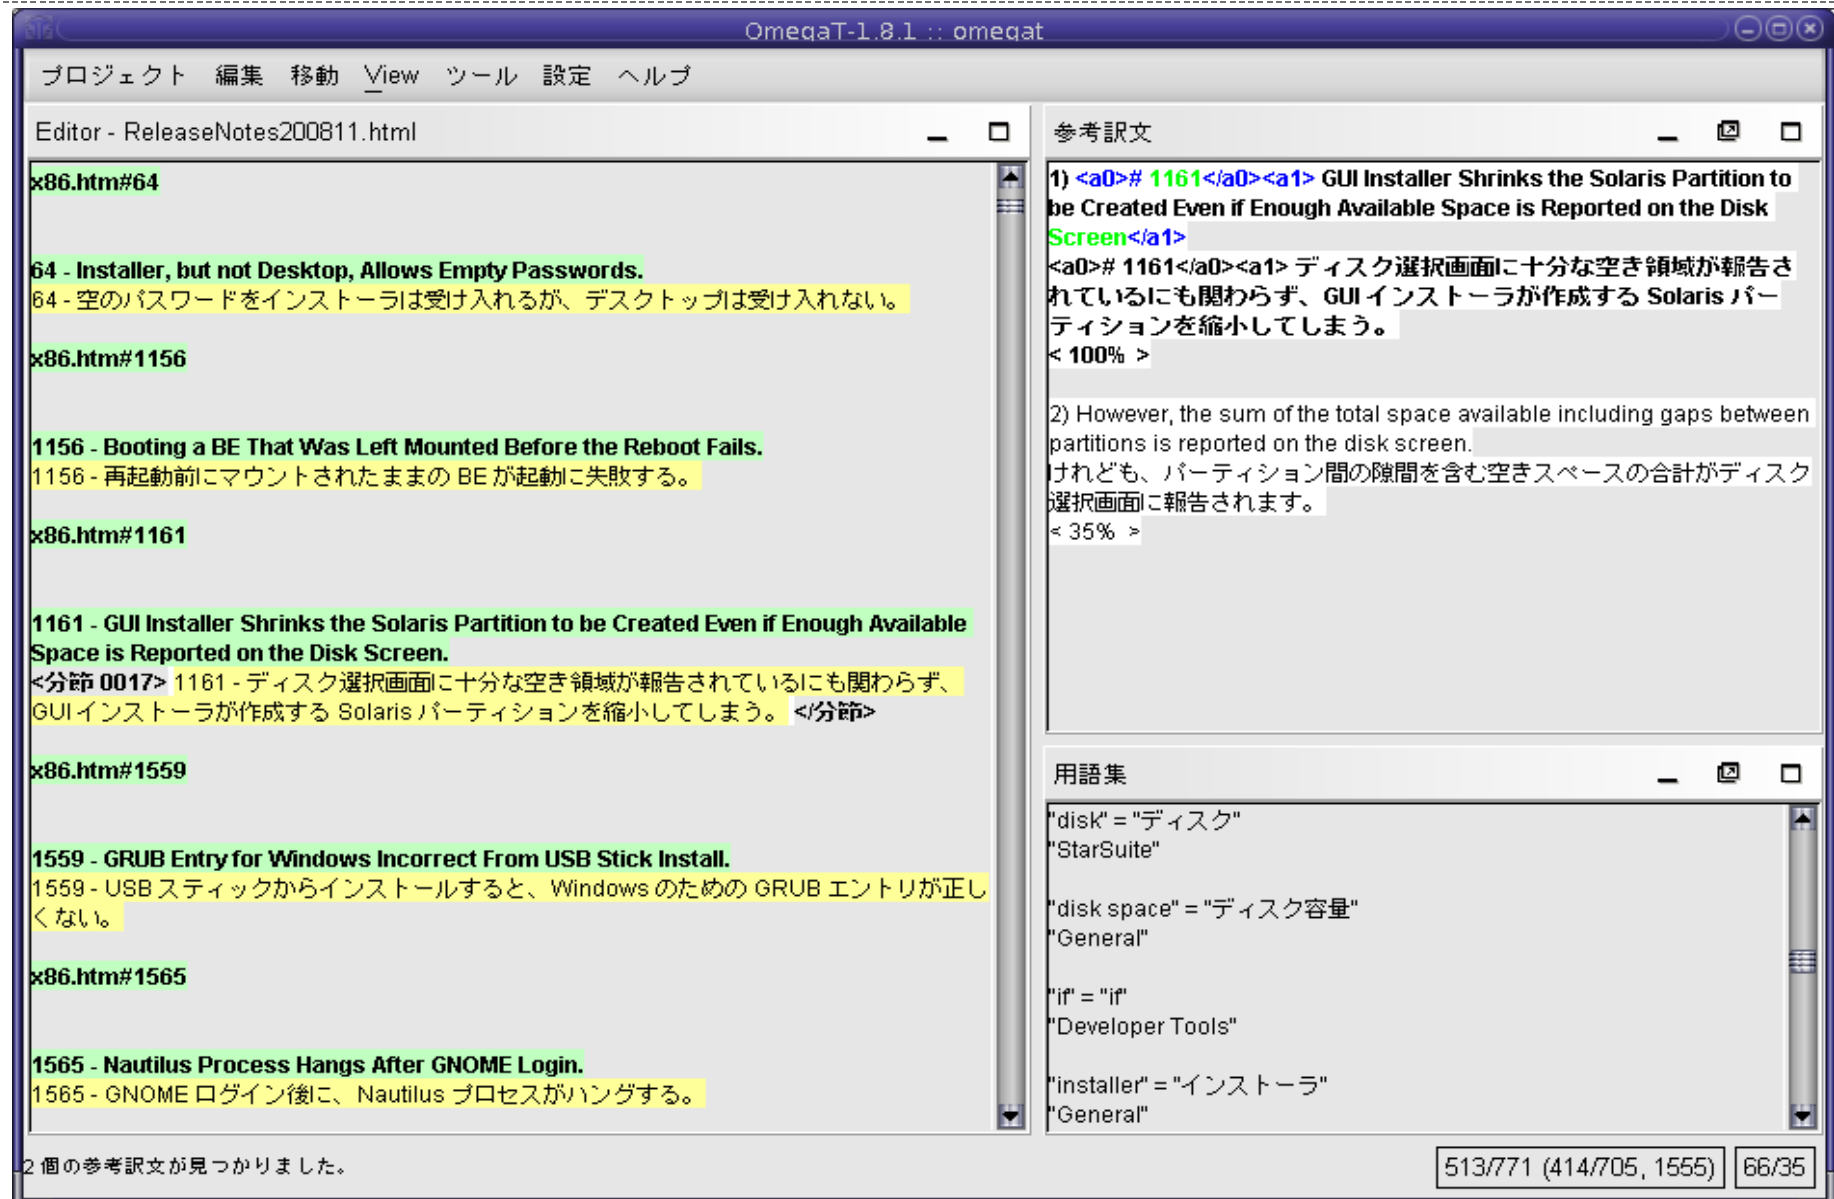 OmegaT-1.8.1 :: omegat
プロジェクト 編集 移動 View ツール 設定 ヘルプ
Editor - ReleaseNotes200811.html
x86.htm#64
64 - Installer, but not Desktop, Allows Empty Passwords.
64 - 空のパスワードをインストーラは受け入れるが、デスクトップは受け入れない。
x86.htm#1156
1156 - Booting a BE That Was Left Mounted Before the Reboot Fails.
1156 - 再起動前にマウントされたままの BE が起動に失敗する。
x86.htm#1161
1161 - GUI Installer Shrinks the Solaris Partition to be Created Even if Enough Available
Space is Reported on the Disk Screen.
<分節 0017> 1161 - ディスク選択画面に十分な空き領域が報告されているにも関わらず、
GUI インストーラが作成する Solaris パーティションを縮小してしまう。 </分節>
x86.htm#1559
1559 - GRUB Entry for Windows Incorrect From USB Stick Install.
1559 - USB スティックからインストールすると、Windows のための GRUB エントリが正し
くない。
x86.htm#1565
1565 - Nautilus Process Hangs After GNOME Login.
1565 - GNOME ログイン後に、Nautilus プロセスがハングする。
参考訳文
1) <a0># 1161</a0><a1> GUI Installer Shrinks the Solaris Partition to
be Created Even if Enough Available Space is Reported on the Disk
Screen</a1>
<a0># 1161</a0><a1> ディスク選択画面に十分な空き領域が報告さ
れているにも関わらず、GUI インストーラが作成する Solaris パー
ティションを縮小してしまう。
< 100% >
2) However, the sum of the total space available including gaps between
partitions is reported on the disk screen.
けれども、パーティション間の隙間を含む空きスペースの合計がディスク
選択画面に報告されます。
< 35% >
用語集
"disk" = "ディスク"
"StarSuite"
"disk space" = "ディスク容量"
"General"
"if" = "if"
"Developer Tools"
"installer" = "インストーラ"
"General"
2 個の参考訳文が見つかりました。
513/771 (414/705, 1555) 66/35